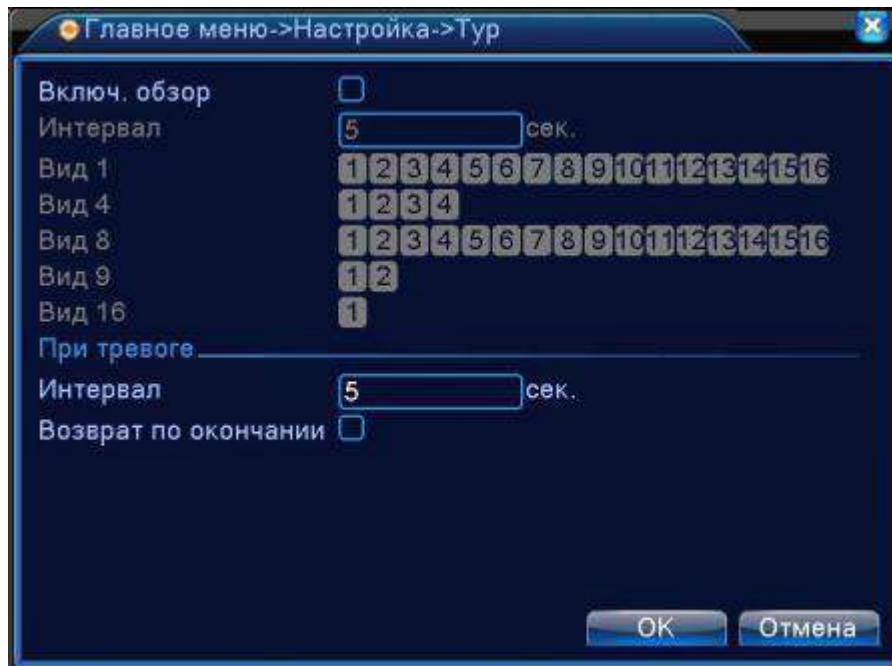 Главное меню->Настройка->Тур
Включ. обзор
Интервал 5 сек.
Вид 1 1 2 3 4 5 6 7 8 9 10 11 12 13 14 15 16
Вид 4 1 2 3 4
Вид 8 1 2 3 4 5 6 7 8 9 10 11 12 13 14 15 16
Вид 9 1 2
Вид 16 1
При тревоге
Интервал 5 сек.
Возврат по окончании
OK Отмена